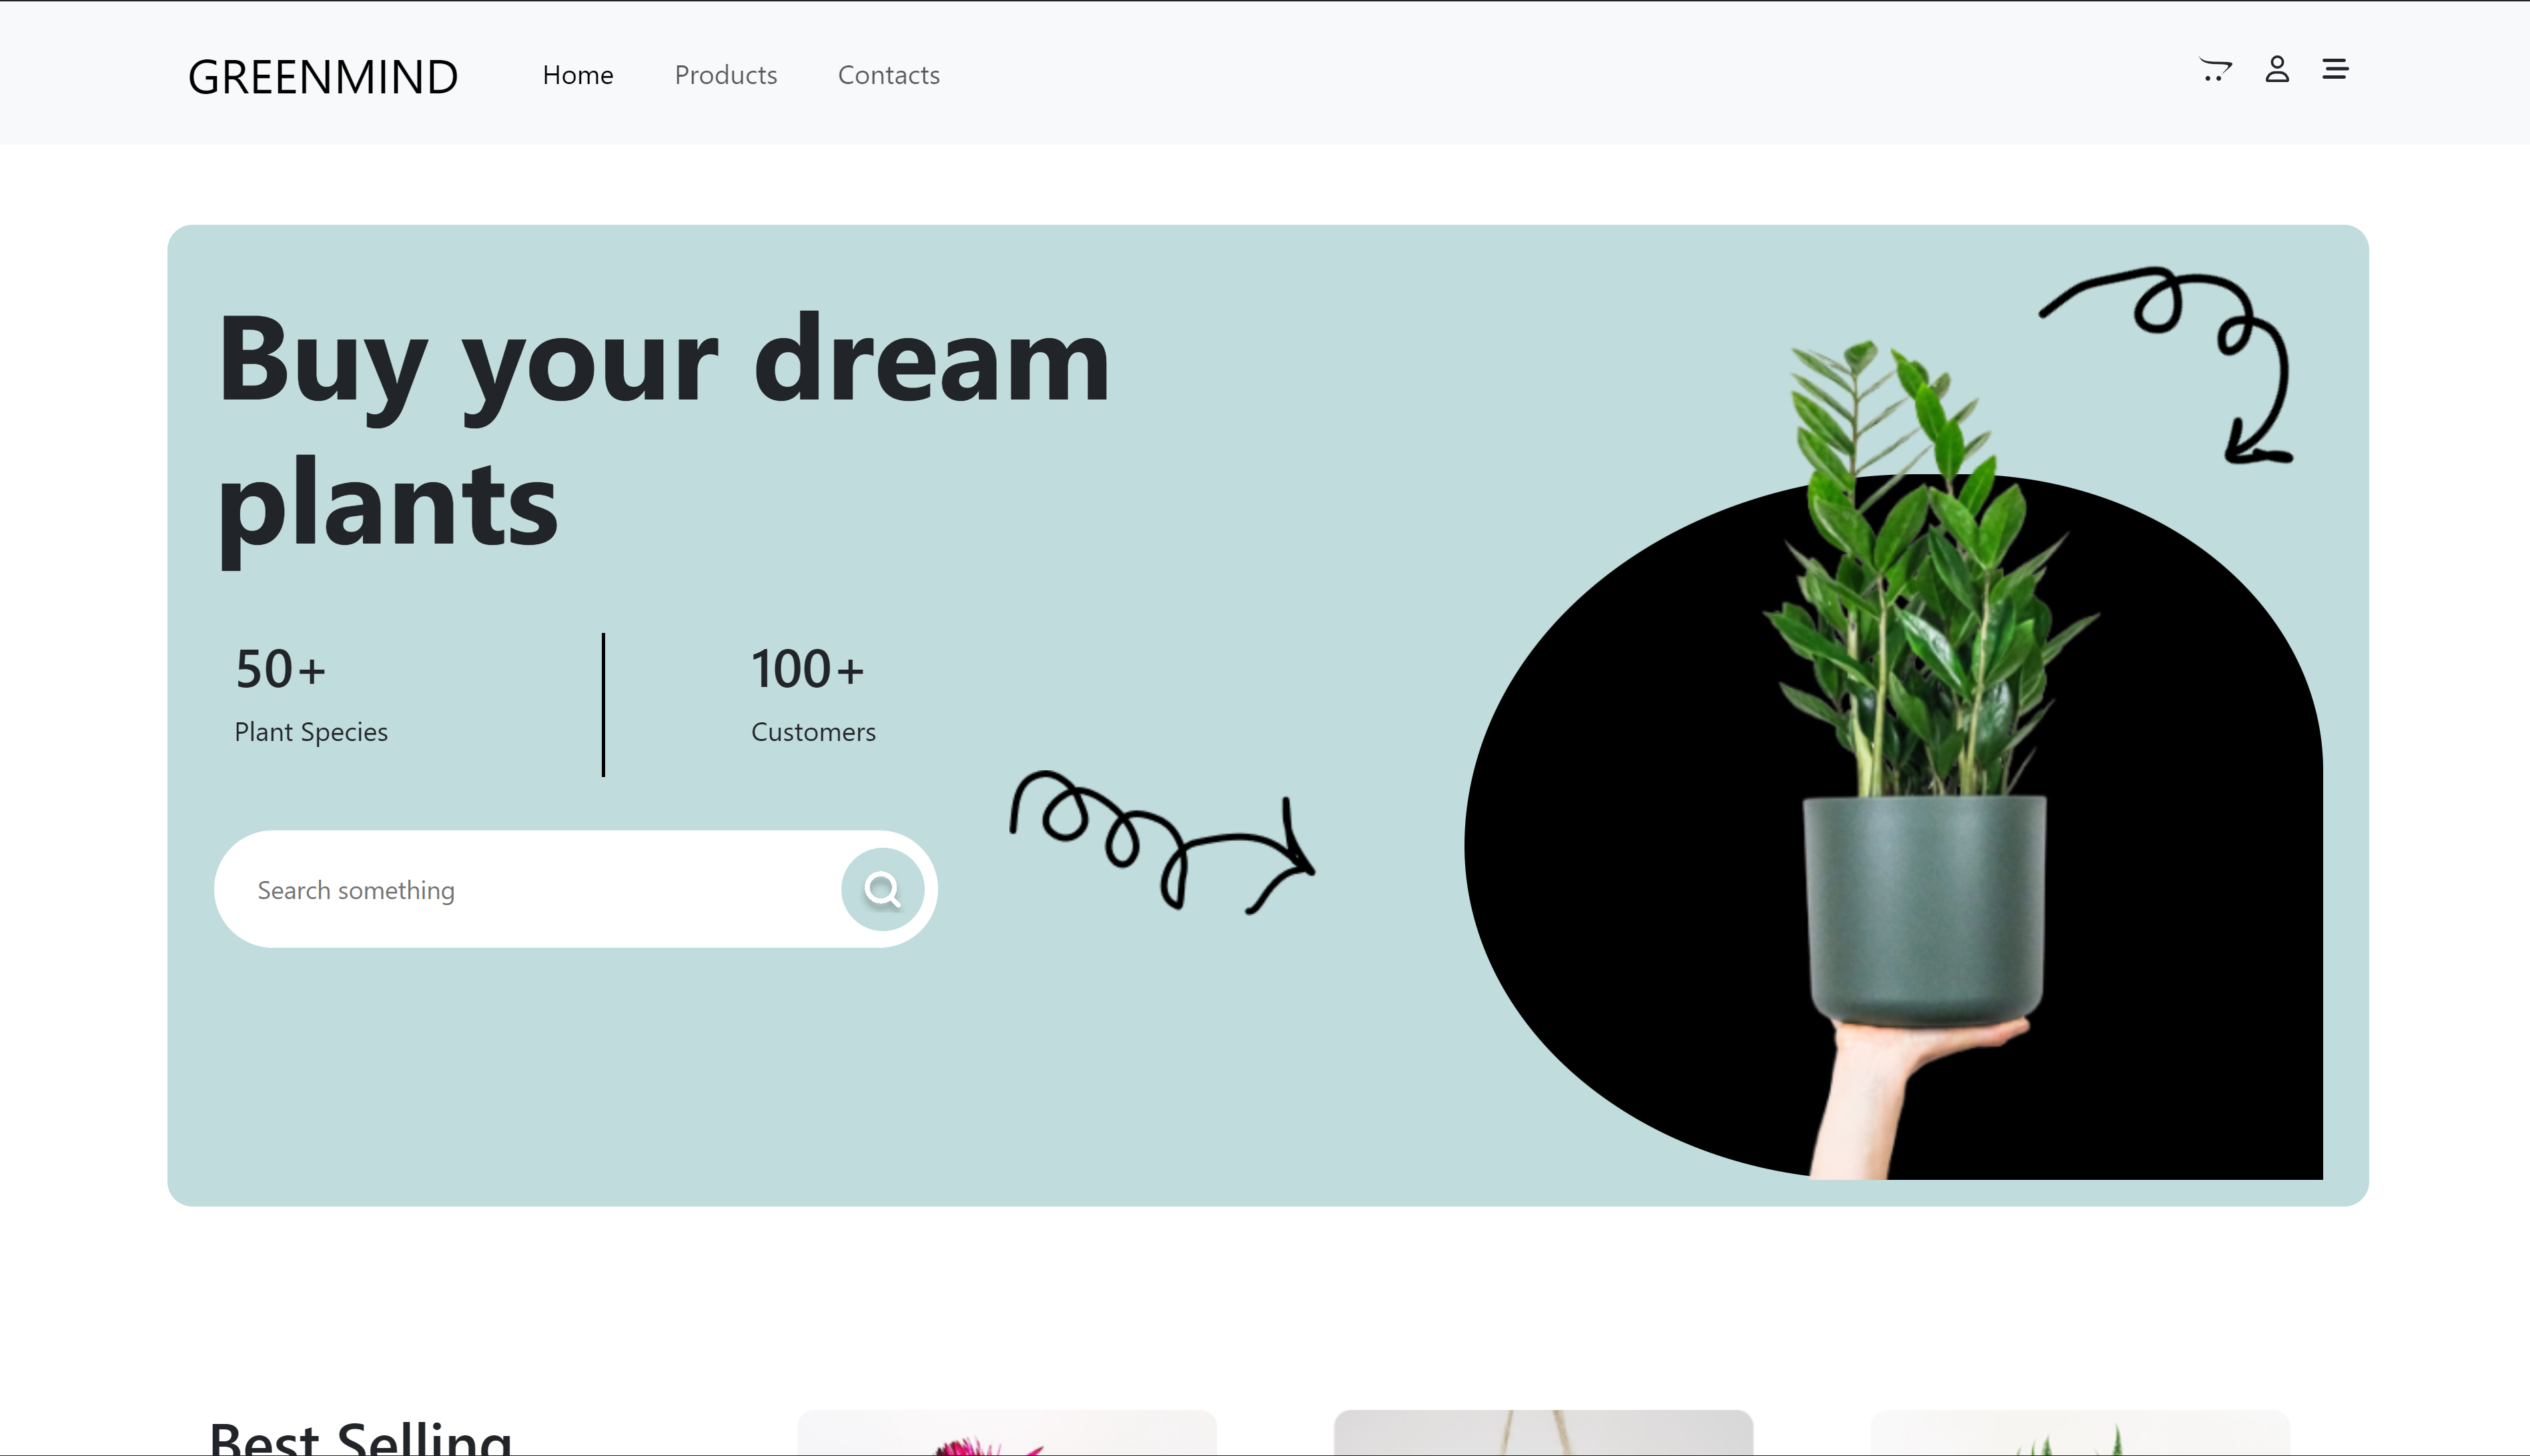 GREENMIND
Home
Products
Contacts
Buy your dream
plants
50+
Plant Species
100+
Customers
Search something
Best Selling